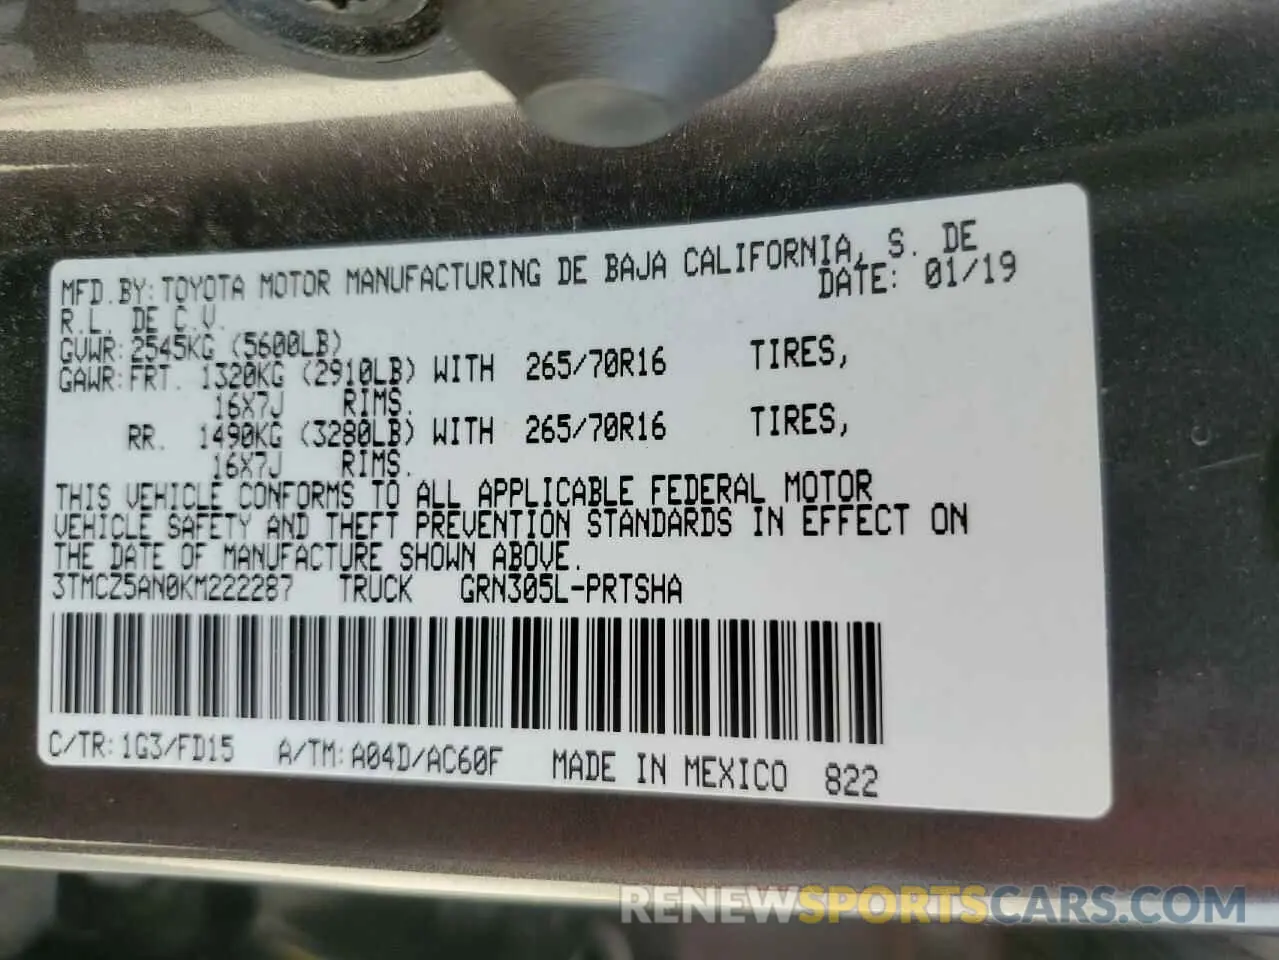 MFD.BY:TOYOTA MOTOR MANUFACTURING DE BAJA CALIFORNIA, S. DE
R.L. DE C.V. DATE: 01/19
GVWR:2545KG (5600LB)
GAWR:FRT. 1320KG (2910LB) WITH 265/70R16 TIRES,
16X7J RIMS.
RR. 1490KG (3280LB) WITH 265/70R16 TIRES,
16X7J RIMS.
THIS VEHICLE CONFORMS TO ALL APPLICABLE FEDERAL MOTOR
VEHICLE SAFETY AND THEFT PREVENTION STANDARDS IN EFFECT ON
THE DATE OF MANUFACTURE SHOWN ABOVE.
3TMCZ5AN0KM222287 TRUCK GRN305L-PRTSHA
C/TR:1G3/FD15 A/TM:A04D/AC60F MADE IN MEXICO 822
RENEWSPORTSCARS.COM